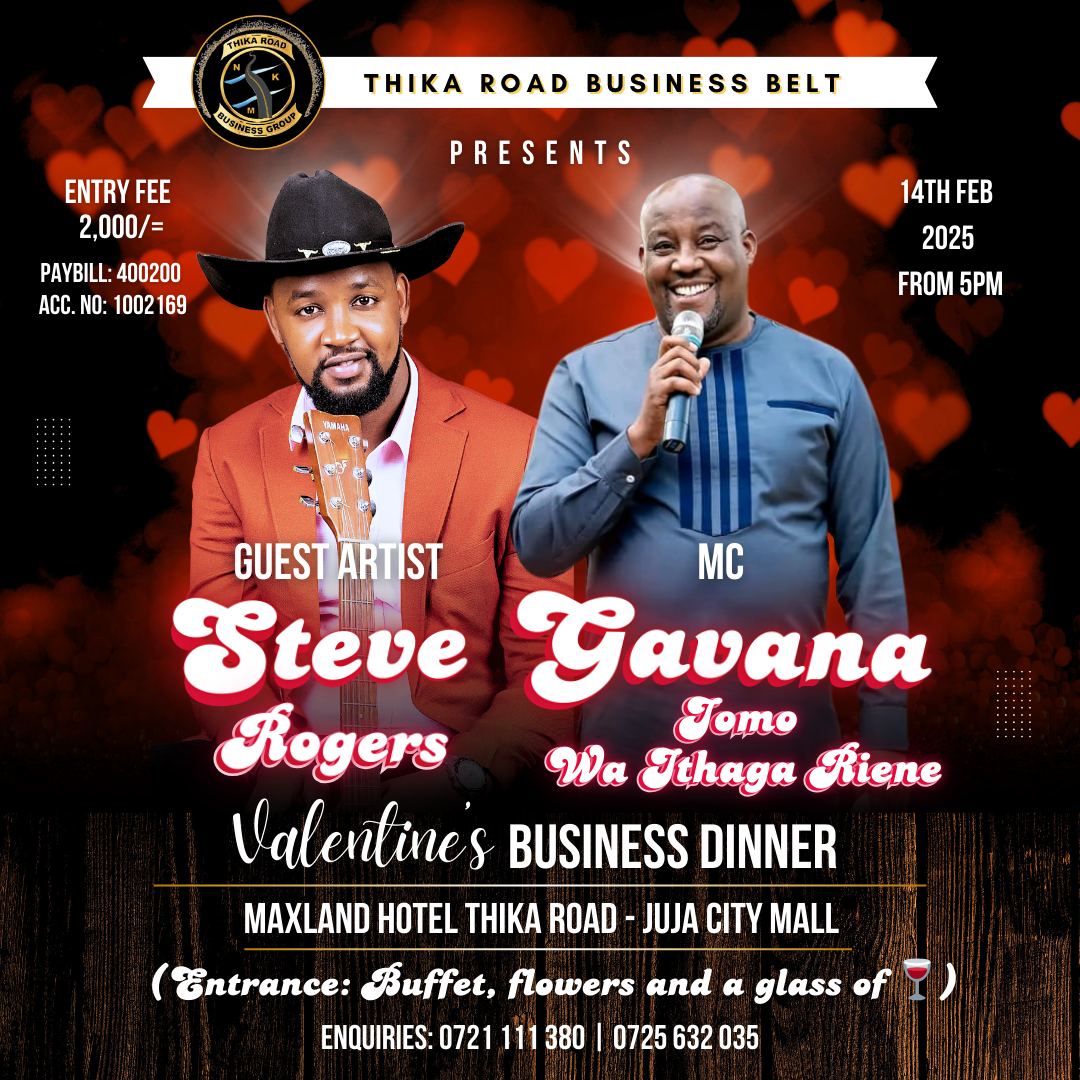 THIKA ROAD
N
K
M
BUSINESS GROUP
THIKA ROAD BUSINESS BELT
PRESENTS
ENTRY FEE
2,000/=
PAYBILL: 400200
ACC. NO: 1002169
14TH FEB
2025
FROM 5PM
YAMAHA
GUEST ARTIST
Steve
Rogers
MC
Gavana
Jomo
Wa Ithaga Riene
Valentine's BUSINESS DINNER
MAXLAND HOTEL THIKA ROAD - JUJA CITY MALL
(Entrance: Buffet, flowers and a glass of 🍷)
ENQUIRIES: 0721 111 380 | 0725 632 035